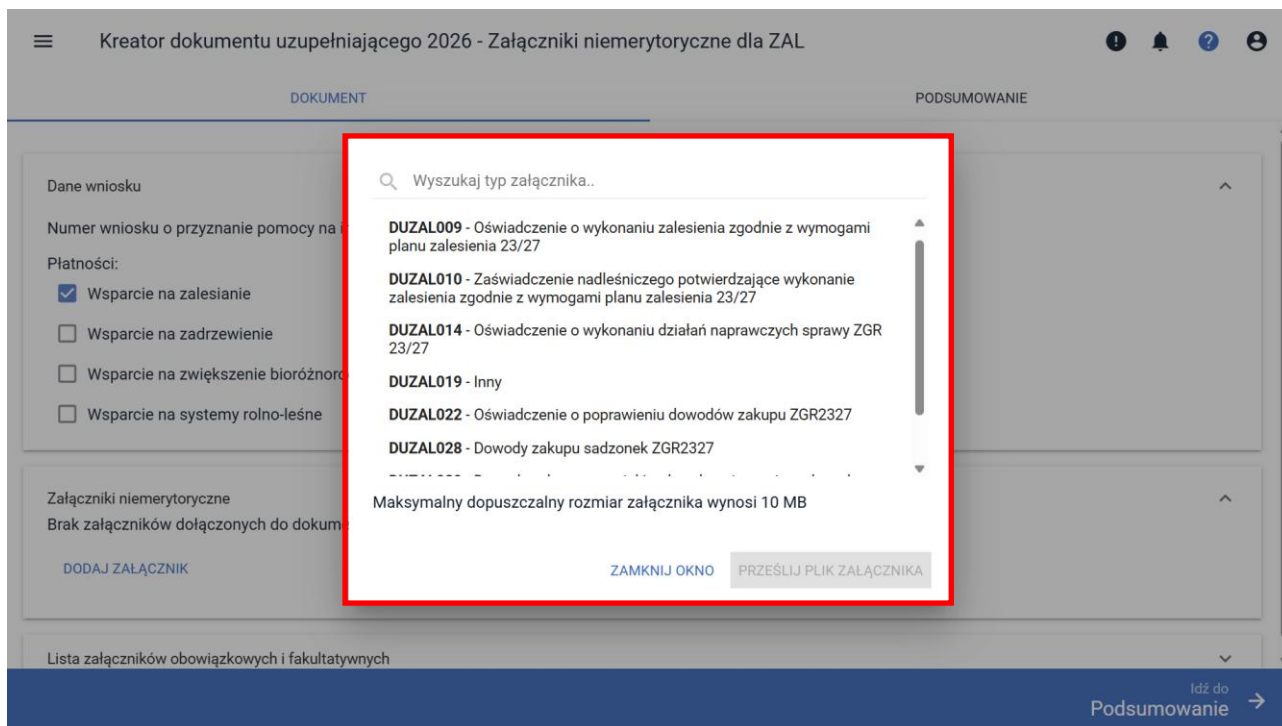 Kreator dokumentu uzupełniającego 2026 - Załączniki niemerytoryczne dla ZAL
DOKUMENT
PODSUMOWANIE
Dane wniosku
Numer wniosku o przyznanie pomocy na
Płatności:
Wsparcie na zalesianie
Wsparcie na zadrzewienie
Wsparcie na zwiększenie
Wsparcie na systemy rolno-leśne
Wyszukaj typ załącznika..
DUZAL009 - Oświadczenie o wykonaniu zalesienia zgodnie z wymogami
planu zalesienia 23/27
DUZAL010 - Zaświadczenie nadleśniczego potwierdzające wykonanie
zalesienia zgodnie z wymogami planu zalesienia 23/27
DUZAL014 - Oświadczenie o wykonaniu działań naprawczych sprawy ZGR
23/27
DUZAL019 - Inny
DUZAL022 - Oświadczenie o poprawieniu dowodów zakupu ZGR2327
DUZAL028 - Dowody zakupu sadzonek ZGR2327
Maksymalny dopuszczalny rozmiar załącznika wynosi 10 MB
ZAMKNIJ OKNO
PRZEŚLIJ PLIK ZAŁĄCZNIKA
Załączniki niemerytoryczne
Brak załączników dołączonych do
DODAJ ZAŁĄCZNIK
Lista załączników obowiązkowych i fakultatywnych
Idź do
Podsumowanie